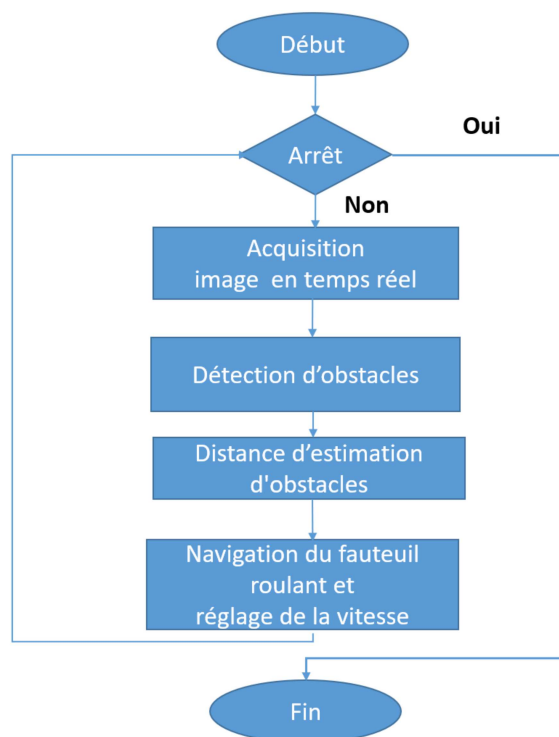 Début
Oui
Arrêt
Non
Acquisition
image en temps réel
Détection d’obstacles
Distance d’estimation
d'obstacles
Navigation du fauteuil
roulant et
réglage de la vitesse
Fin